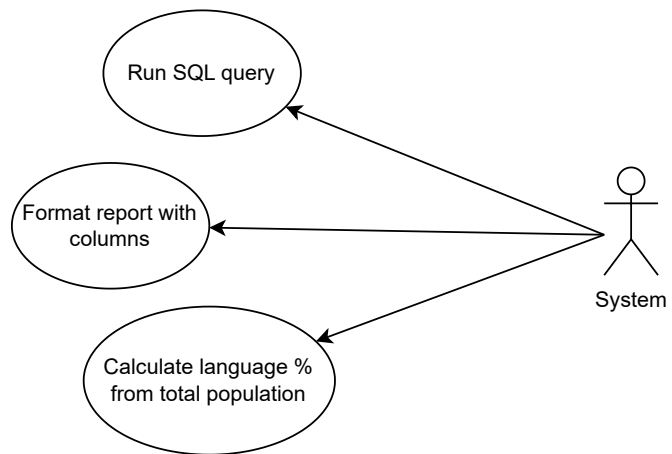 Run SQL query
Format report with
columns
System
Calculate language %
from total population